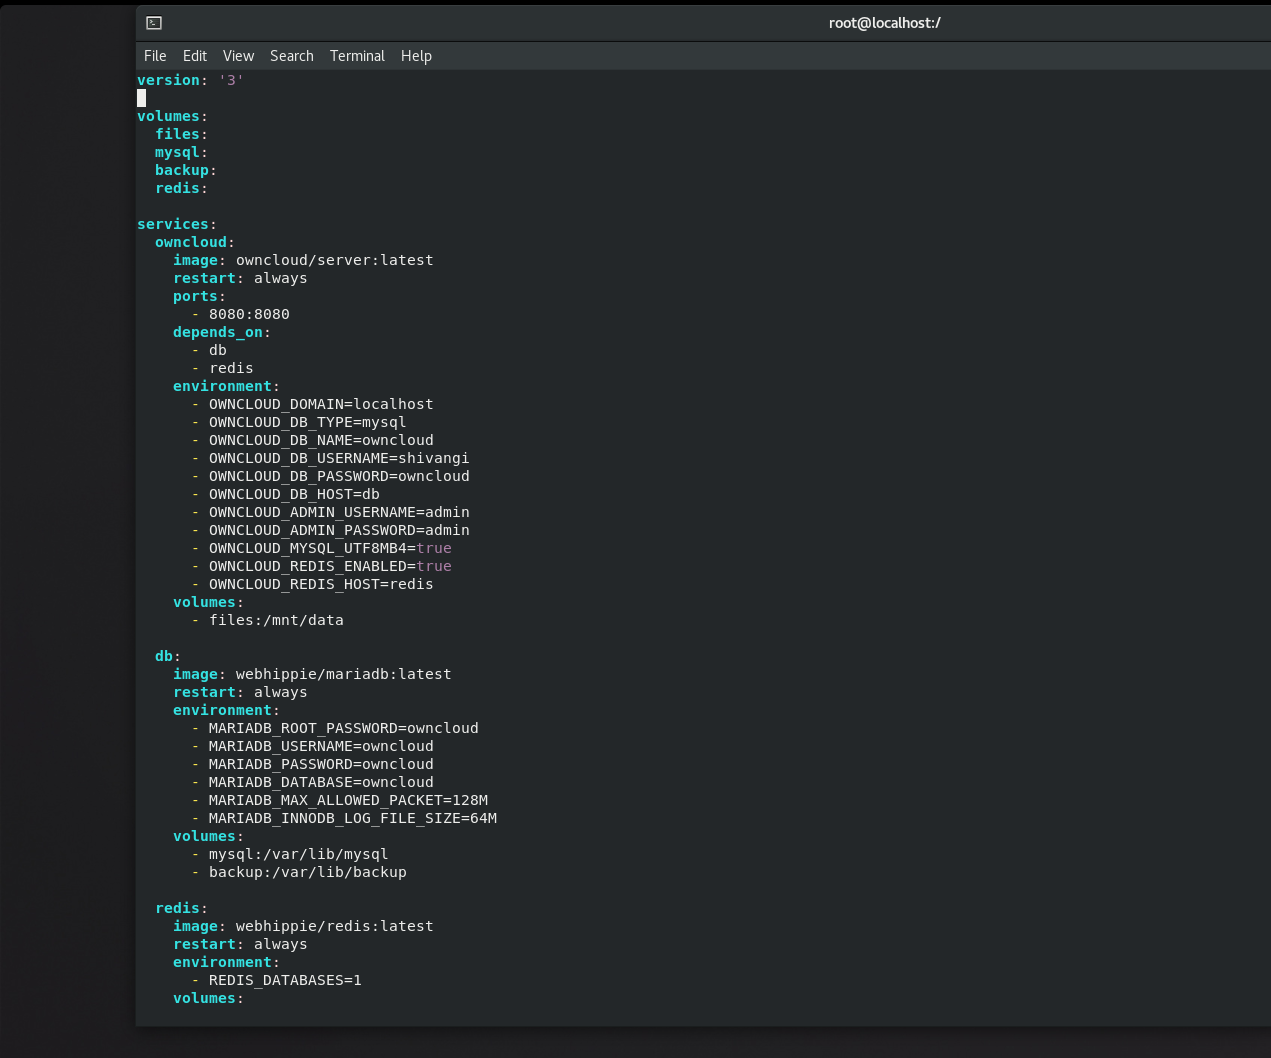 root@localhost:/
File Edit View Search Terminal Help
version: '3'
volumes:
  files:
  mysql:
  backup:
  redis:
services:
  owncloud:
    image: owncloud/server:latest
    restart: always
    ports:
      - 8080:8080
    depends_on:
      - db
      - redis
    environment:
      - OWNCLOUD_DOMAIN=localhost
      - OWNCLOUD_DB_TYPE=mysql
      - OWNCLOUD_DB_NAME=owncloud
      - OWNCLOUD_DB_USERNAME=shivangi
      - OWNCLOUD_DB_PASSWORD=owncloud
      - OWNCLOUD_DB_HOST=db
      - OWNCLOUD_ADMIN_USERNAME=admin
      - OWNCLOUD_ADMIN_PASSWORD=admin
      - OWNCLOUD_MYSQL_UTF8MB4=true
      - OWNCLOUD_REDIS_ENABLED=true
      - OWNCLOUD_REDIS_HOST=redis
    volumes:
      - files:/mnt/data
  db:
    image: webhippie/mariadb:latest
    restart: always
    environment:
      - MARIADB_ROOT_PASSWORD=owncloud
      - MARIADB_USERNAME=owncloud
      - MARIADB_PASSWORD=owncloud
      - MARIADB_DATABASE=owncloud
      - MARIADB_MAX_ALLOWED_PACKET=128M
      - MARIADB_INNODB_LOG_FILE_SIZE=64M
    volumes:
      - mysql:/var/lib/mysql
      - backup:/var/lib/backup
  redis:
    image: webhippie/redis:latest
    restart: always
    environment:
      - REDIS_DATABASES=1
    volumes: